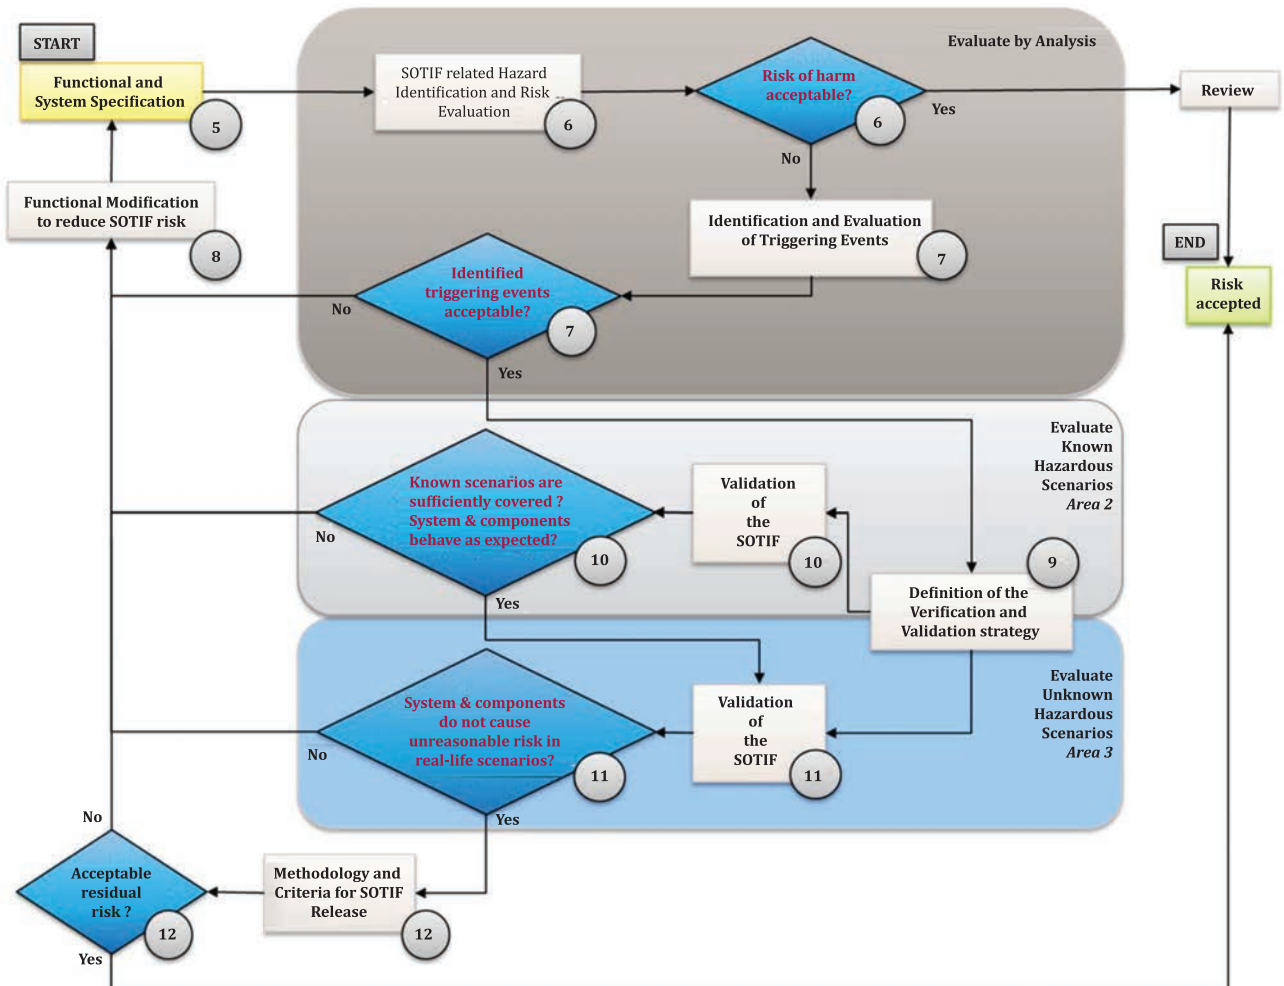 START
Functional and
System Specification
5
Evaluate by Analysis
SOTIF related Hazard
Identification and Risk
Evaluation
6
Risk of harm
acceptable?
6
Yes
No
Review
Functional Modification
to reduce SOTIF risk
8
Identification and Evaluation
of Triggering Events
7
END
Risk
accepted
Identified
triggering events
acceptable?
7
No
Yes
Evaluate
Known
Hazardous
Scenarios
Area 2
Known scenarios are
sufficiently covered ?
System & components
behave as expected?
10
No
Yes
Validation
of
the
SOTIF
10
9
Definition of the
Verification and
Validation strategy
Evaluate
Unknown
Hazardous
Scenarios
Area 3
System & components
do not cause
unreasonable risk in
real-life scenarios?
11
No
Yes
Validation
of
the
SOTIF
11
No
Acceptable
residual
risk ?
12
Yes
Methodology and
Criteria for SOTIF
Release
12